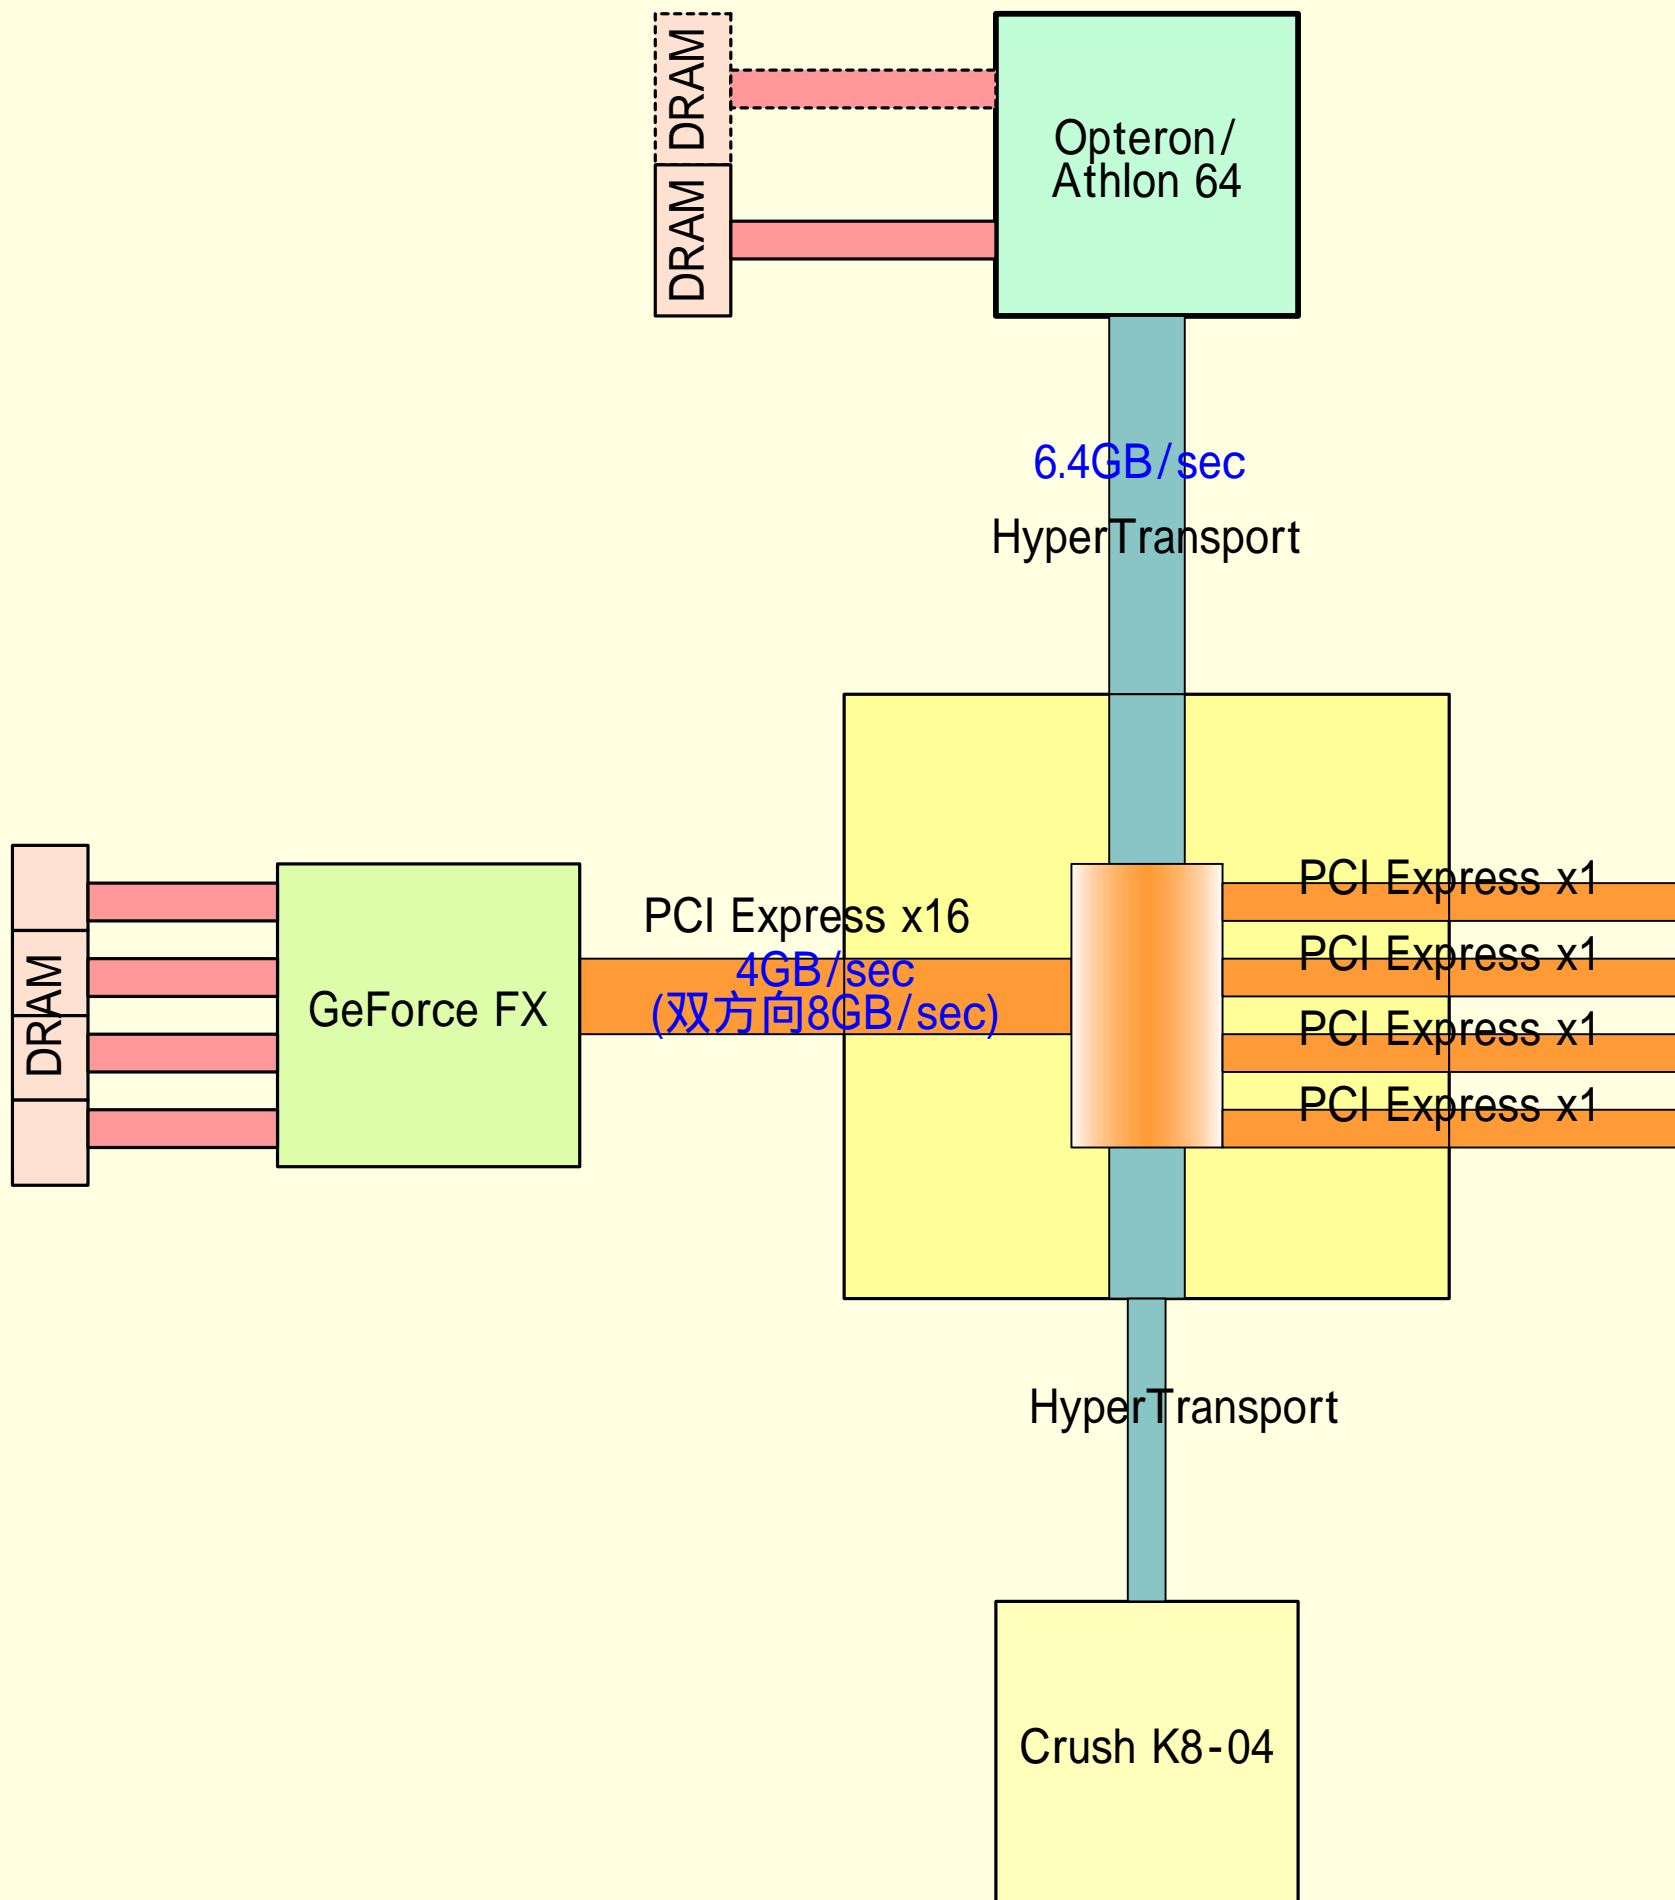 DRAM
DRAM
Opteron/
Athlon 64
6.4GB/sec
HyperTransport
PCI Express x16
4GB/sec
(双方向8GB/sec)
GeForce FX
DRAM
PCI Express x1
PCI Express x1
PCI Express x1
PCI Express x1
HyperTransport
Crush K8-04